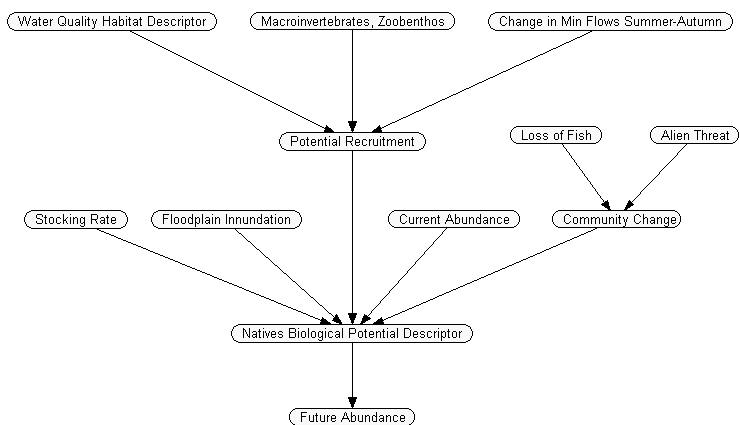 Water Quality Habitat Descriptor
Macroinvertebrates, Zoobenthos
Change in Min Flows Summer-Autumn
Potential Recruitment
Loss of Fish
Alien Threat
Stocking Rate
Floodplain Innundation
Current Abundance
Community Change
Natives Biological Potential Descriptor
Future Abundance